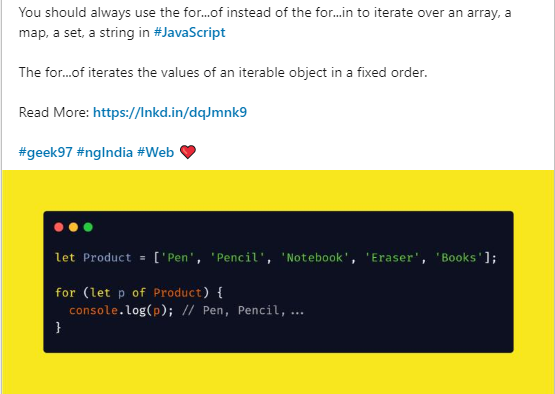 You should always use the for...of instead of the for...in to iterate over an array, a
map, a set, a string in #JavaScript
The for...of iterates the values of an iterable object in a fixed order.
Read More: https://lnkd.in/dqJmnk9
#geek97 #ngIndia #Web ❤️
let Product = ['Pen', 'Pencil', 'Notebook', 'Eraser', 'Books'];
for (let p of Product) {
  console.log(p); // Pen, Pencil,...
}